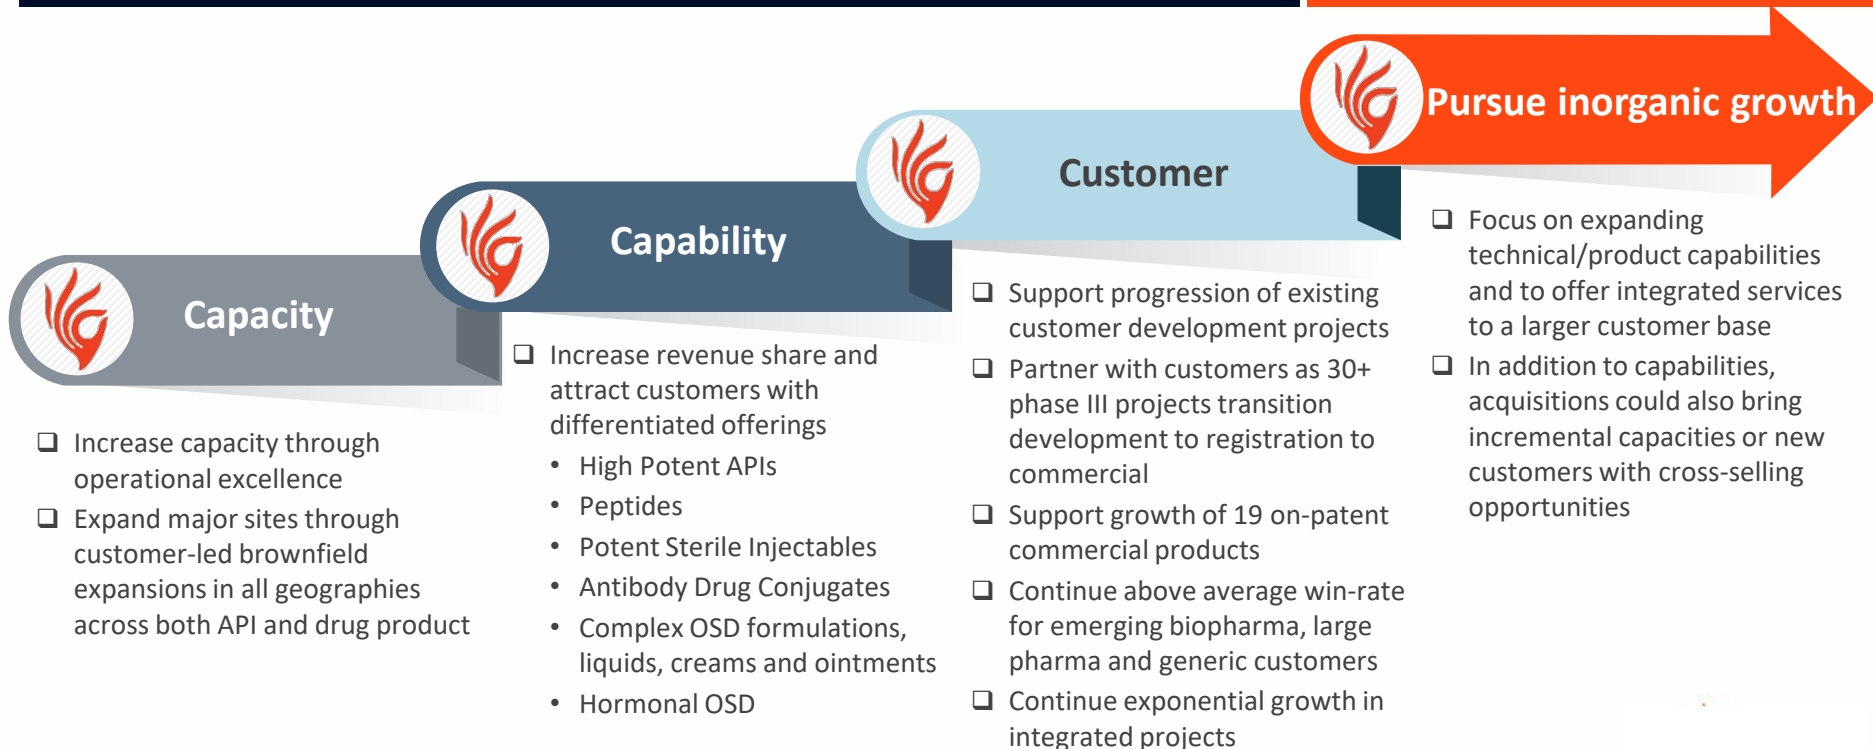 Capacity
❑ Increase capacity through
operational excellence
❑ Expand major sites through
customer-led brownfield
expansions in all geographies
across both API and drug product
Capability
❑ Increase revenue share and
attract customers with
differentiated offerings
• High Potent APIs
• Peptides
• Potent Sterile Injectables
• Antibody Drug Conjugates
• Complex OSD formulations,
liquids, creams and ointments
• Hormonal OSD
Customer
❑ Support progression of existing
customer development projects
❑ Partner with customers as 30+
phase III projects transition
development to registration to
commercial
❑ Support growth of 19 on-patent
commercial products
❑ Continue above average win-rate
for emerging biopharma, large
pharma and generic customers
❑ Continue exponential growth in
integrated projects
Pursue inorganic growth
❑ Focus on expanding
technical/product capabilities
and to offer integrated services
to a larger customer base
❑ In addition to capabilities,
acquisitions could also bring
incremental capacities or new
customers with cross-selling
opportunities